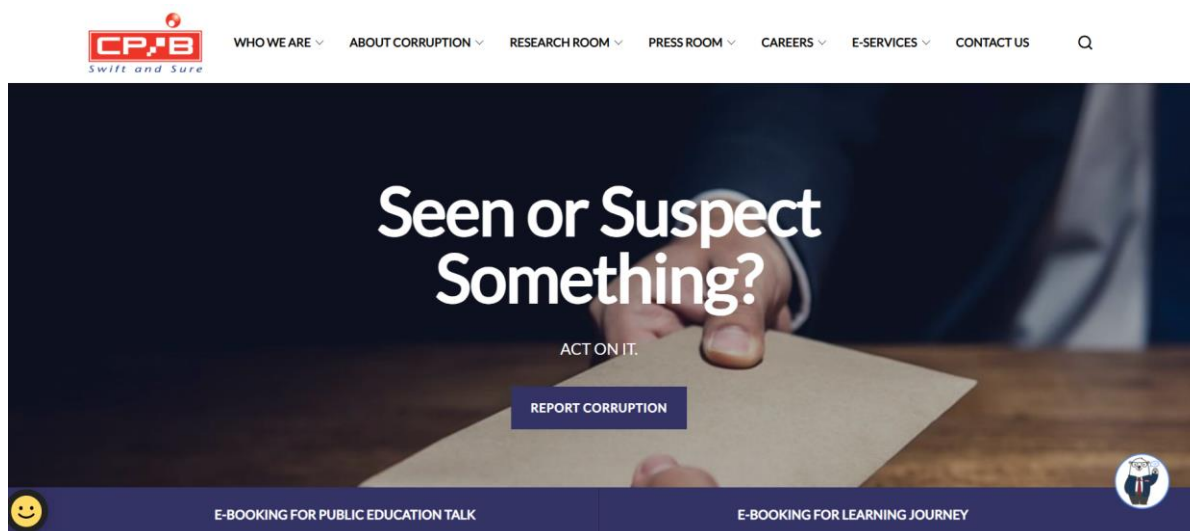 CPIB
Swift and Sure
WHO WE ARE
ABOUT CORRUPTION
RESEARCH ROOM
PRESS ROOM
CAREERS
E-SERVICES
CONTACT US
Seen or Suspect
Something?
ACT ON IT.
REPORT CORRUPTION
E-BOOKING FOR PUBLIC EDUCATION TALK
E-BOOKING FOR LEARNING JOURNEY